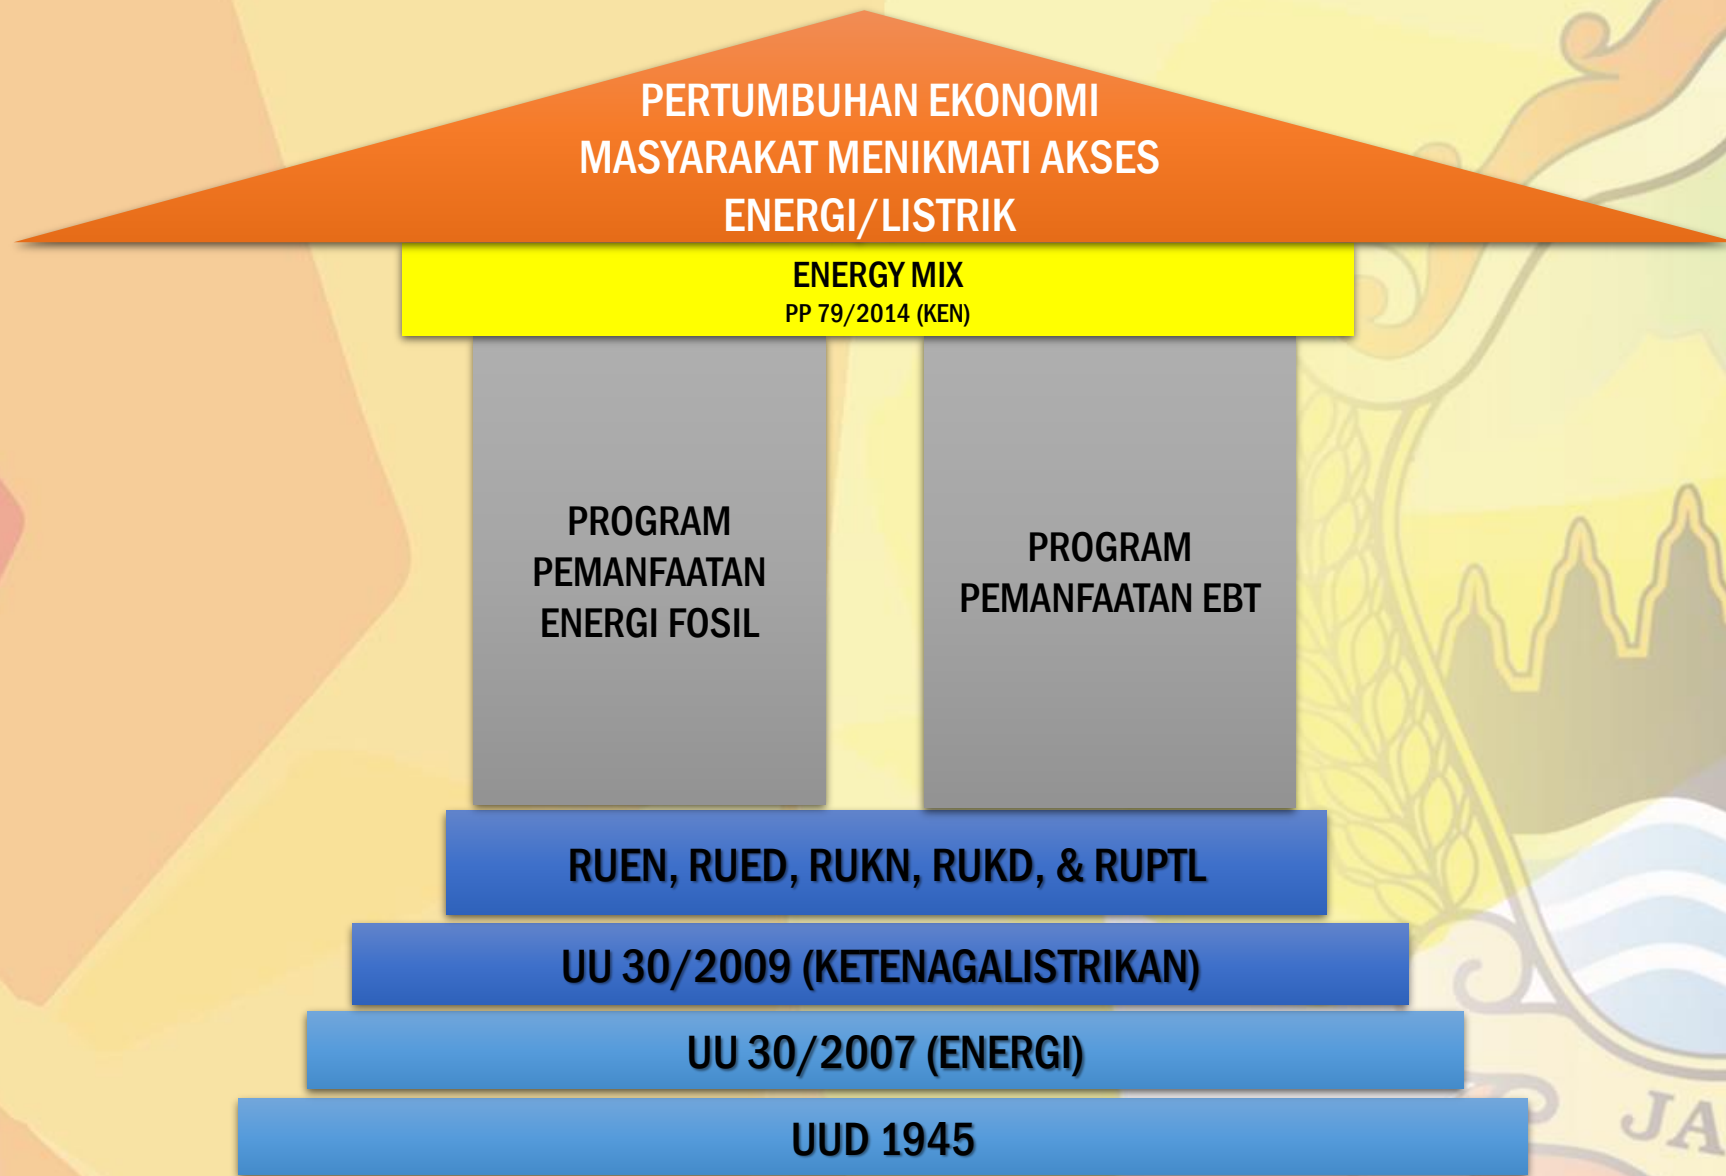 PERTUMBUHAN EKONOMI
MASYARAKAT MENIKMATI AKSES
ENERGI/LISTRIK
ENERGY MIX
PP 79/2014 (KEN)
PROGRAM
PEMANFAATAN
ENERGI FOSIL
PROGRAM
PEMANFAATAN EBT
RUEN, RUED, RUKN, RUKD, & RUPTL
UU 30/2009 (KETENAGALISTRIKAN)
UU 30/2007 (ENERGI)
UUD 1945
JA